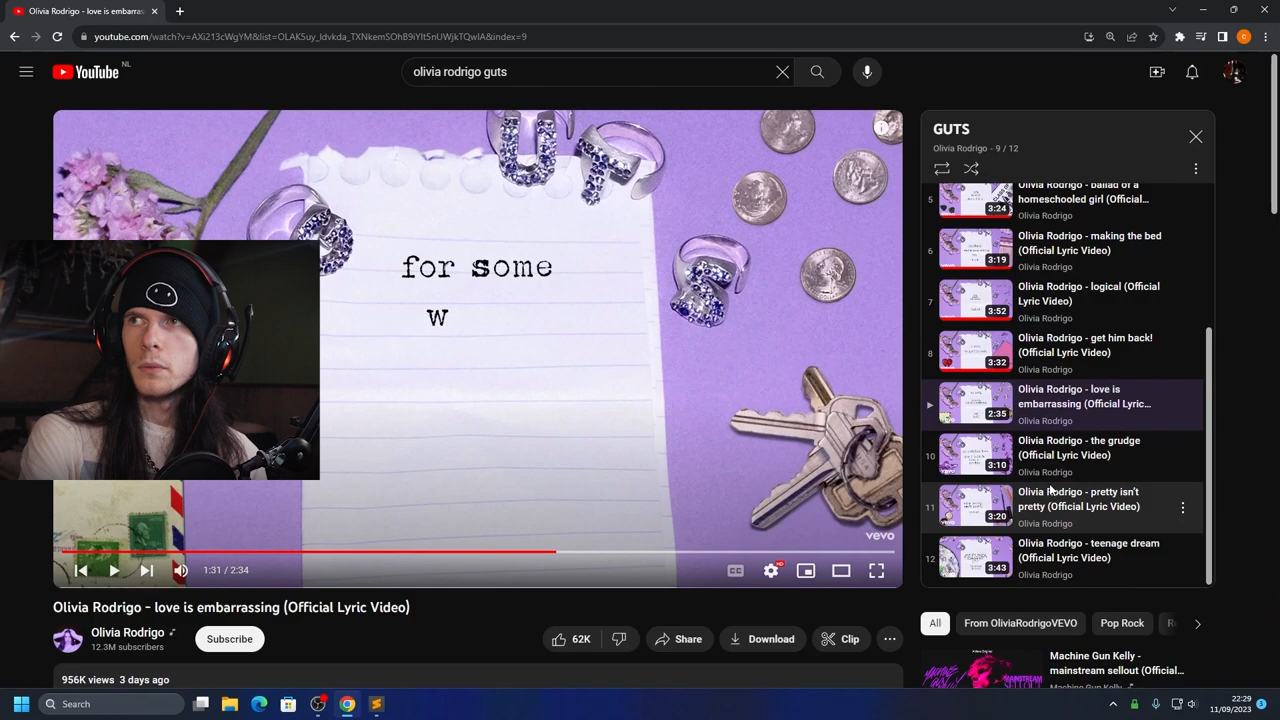 Olivia Rodrigo - love is embarras
youtube.com/watch?v=AXi213cWgYM&list=OLAK5uy_ldvkda_TXNkemSOhB9iYlt5nUWjkTQwIA&index=9
YouTube NL
olivia rodrigo guts
for some
w
vevo
1:31 / 2:34
CC
HD
Olivia Rodrigo - love is embarrassing (Official Lyric Video)
Olivia Rodrigo
12.3M subscribers
Subscribe
62K
Share
Download
Clip
956K views 3 days ago
GUTS
Olivia Rodrigo - 9 / 12
5
3:24
Olivia Rodrigo - ballad of a
homeschooled girl (Official...
Olivia Rodrigo
6
3:19
Olivia Rodrigo - making the bed
(Official Lyric Video)
Olivia Rodrigo
7
3:52
Olivia Rodrigo - logical (Official
Lyric Video)
Olivia Rodrigo
8
3:32
Olivia Rodrigo - get him back!
(Official Lyric Video)
Olivia Rodrigo
2:35
Olivia Rodrigo - love is
embarrassing (Official Lyric...
Olivia Rodrigo
10
3:10
Olivia Rodrigo - the grudge
(Official Lyric Video)
Olivia Rodrigo
11
3:20
Olivia Rodrigo - pretty isn't
pretty (Official Lyric Video)
Olivia Rodrigo
12
3:43
Olivia Rodrigo - teenage dream
(Official Lyric Video)
Olivia Rodrigo
All
From OliviaRodrigoVEVO
Pop Rock
Machine Gun Kelly -
mainstream sellout (Official...
Search
22:29
11/09/2023
3